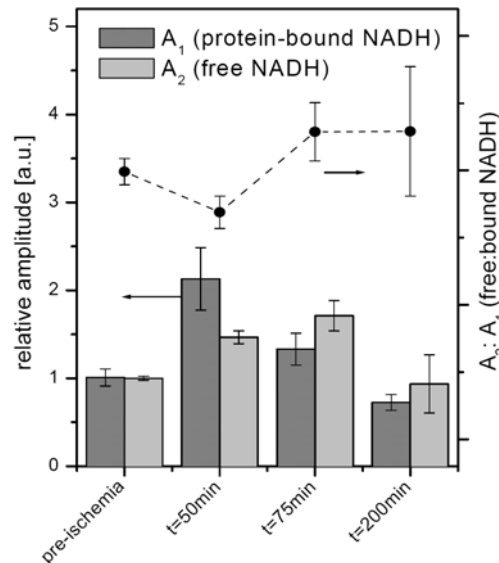 A₁ (protein-bound NADH)
A₂ (free NADH)
relative amplitude [a.u.]
5
4
3
2
1
0
A₂: A₁ (free:bound NADH)
pre-ischemia
t=50min
t=75min
t=200min